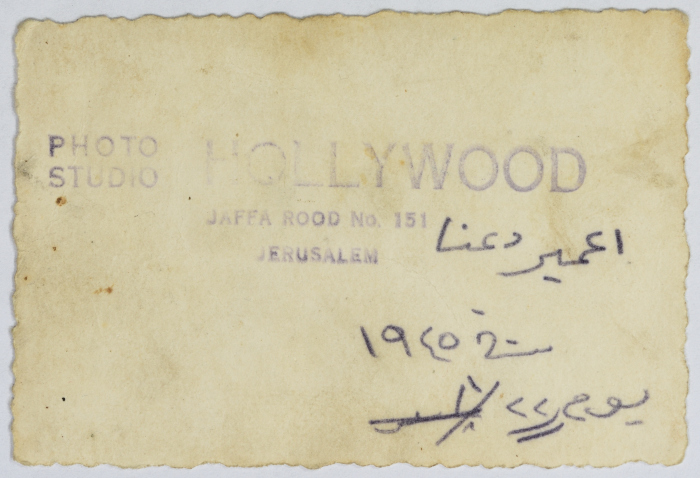 PHOTO STUDIO
HOLLYWOOD
JAFFA ROOD No. 151
JERUSALEM
اعمير دعنا
سنة ١٩٤٥
يوم ٢٢